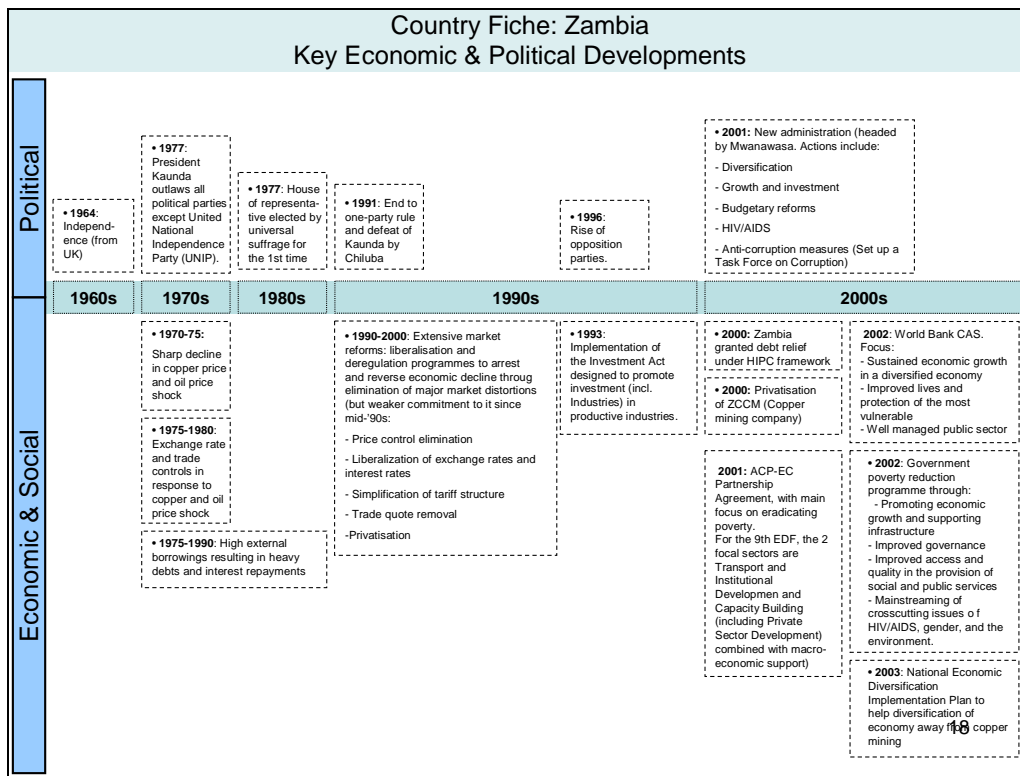 Country Fiche: Zambia
Key Economic & Political Developments
Political
• 1964:
Independ-
ence (from
UK)
• 1977:
President
Kaunda
outlaws all
political parties
except United
National
Independence
Party (UNIP).
• 1977: House
of representa-
tive elected by
universal
suffrage for
the 1st time
• 1991: End to
one-party rule
and defeat of
Kaunda by
Chiluba
• 1996:
Rise of
opposition
parties.
• 2001: New administration (headed
by Mwanawasa. Actions include:
- Diversification
- Growth and investment
- Budgetary reforms
- HIV/AIDS
- Anti-corruption measures (Set up a
Task Force on Corruption)
1960s
1970s
1980s
1990s
2000s
Economic & Social
• 1970-75:
Sharp decline
in copper price
and oil price
shock
• 1975-1980:
Exchange rate
and trade
controls in
response to
copper and oil
price shock
• 1975-1990: High external
borrowings resulting in heavy
debts and interest repayments
• 1990-2000: Extensive market
reforms: liberalisation and
deregulation programmes to arrest
and reverse economic decline throug
elimination of major market distortions
(but weaker commitment to it since
mid-'90s:
- Price control elimination
- Liberalization of exchange rates and
interest rates
- Simplification of tariff structure
- Trade quote removal
-Privatisation
• 1993:
Implementation of
the Investment Act
designed to promote
investment (incl.
Industries) in
productive industries.
• 2000: Zambia
granted debt relief
under HIPC framework
• 2000: Privatisation
of ZCCM (Copper
mining company)
2001: ACP-EC
Partnership
Agreement, with main
focus on eradicating
poverty.
For the 9th EDF, the 2
focal sectors are
Transport and
Institutional
Developmen and
Capacity Building
(including Private
Sector Development)
combined with macro-
economic support)
2002: World Bank CAS.
Focus:
- Sustained economic growth
in a diversified economy
- Improved lives and
protection of the most
vulnerable
- Well managed public sector
• 2002: Government
poverty reduction
programme through:
- Promoting economic
growth and supporting
infrastructure
- Improved governance
- Improved access and
quality in the provision of
social and public services
- Mainstreaming of
crosscutting issues of
HIV/AIDS, gender, and the
environment.
• 2003: National Economic
Diversification
Implementation Plan to
help diversification of
economy away from copper
mining
18